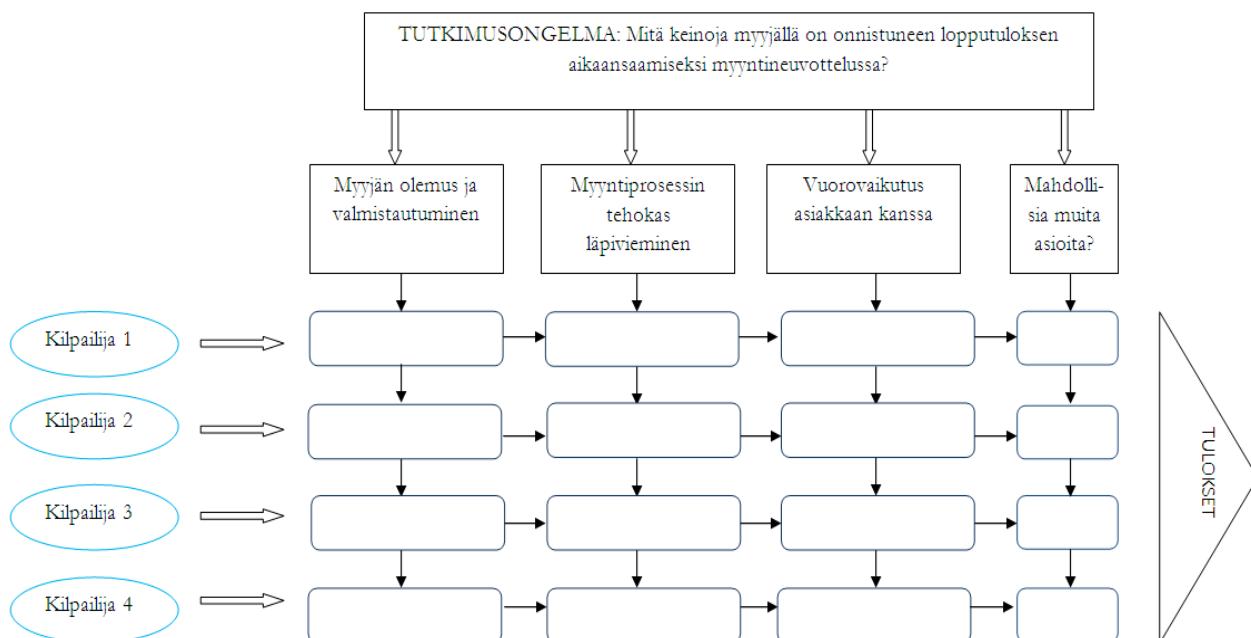 TUTKIMUSONGELMA: Mitä keinoja myyjällä on onnistuneen lopputuloksen
aikaansaamiseksi myyntineuvottelussa?
Myyjän olemus ja
valmistautuminen
Myyntiprosessin
tehokas
läpivieminen
Vuorovaikutus
asiakkaan kanssa
Mahdolli-
sia muita
asioita?
Kilpailija 1
Kilpailija 2
Kilpailija 3
Kilpailija 4
TULOKSET